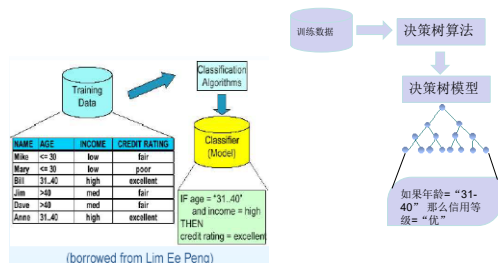 Training
Data
Classification
Algorithms
Classifier
(Model)
NAME AGE INCOME CREDIT RATING
Mike <= 30 low fair
Mary <= 30 low poor
Bill 31..40 high excellent
Jim >40 med fair
Dave >40 med fair
Anne 31..40 high excellent
IF age = "31..40"
and income = high
THEN
credit rating = excellent
(borrowed from Lim Ee Peng)
训练数据
决策树算法
决策树模型
如果年龄=“31-
40” 那么信用等
级=“优”